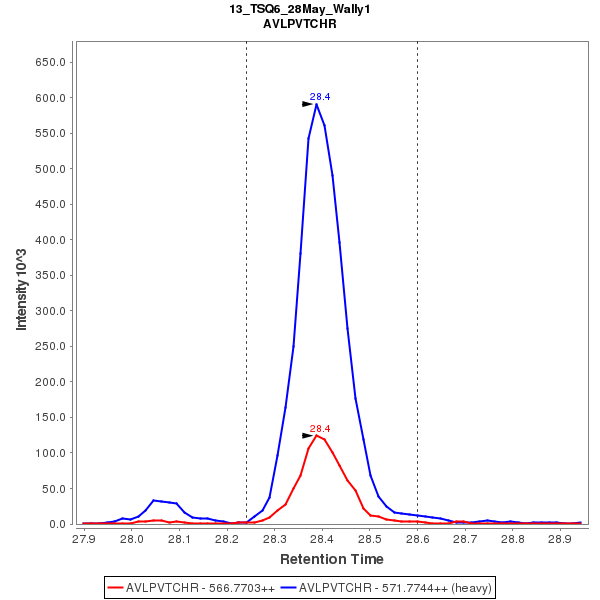 13_TSQ6_28May_Wally1
AVLPVTCHR
Intensity 10^3
650.0
600.0
550.0
500.0
450.0
400.0
350.0
300.0
250.0
200.0
150.0
100.0
50.0
0.0
28.4
28.4
27.9 28.0 28.1 28.2 28.3 28.4 28.5 28.6 28.7 28.8 28.9
Retention Time
AVLPVTCHR - 566.7703++ AVLPVTCHR - 571.7744++ (heavy)